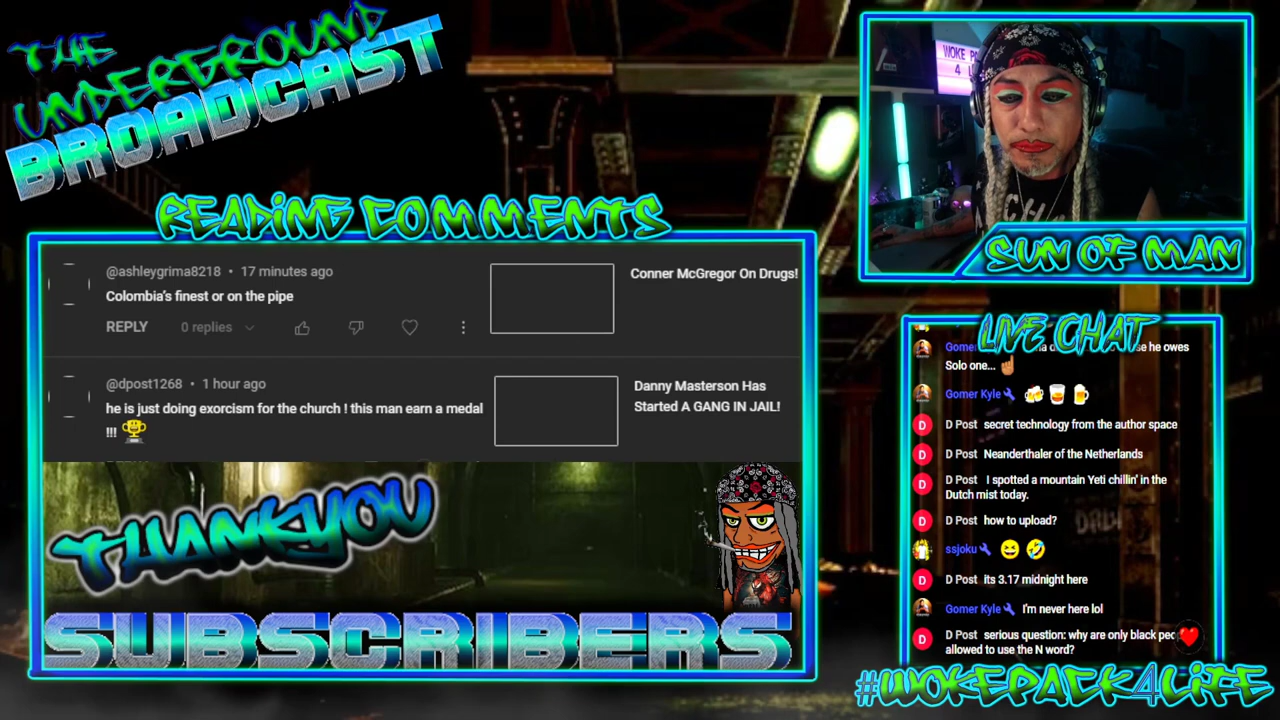 THE
UNDERGROUND
BROADCAST
READING COMMENTS
@ashleygrima8218 • 17 minutes ago
Colombia's finest or on the pipe
REPLY 0 replies
Conner McGregor On Drugs!
@dpost1268 • 1 hour ago
he is just doing exorcism for the church ! this man earn a medal
!!! 🏆
Danny Masterson Has
Started A GANG IN JAIL!
THANKYOU
SUBSCRIBERS
WOKE
4
SUN OF MAN
LIVE CHAT
he owes
Solo one... ☝🏽
Gomer Kyle🔧 🍻 🥃 🍺
D Post secret technology from the author space
D Post Neanderthaler of the Netherlands
D Post I spotted a mountain Yeti chillin' in the
Dutch mist today.
D Post how to upload?
ssjoku🔧 😆 🤣
D Post its 3.17 midnight here
Gomer Kyle🔧 I'm never here lol
D Post serious question: why are only black
allowed to use the N word?
#WOKEPACK4LIFE